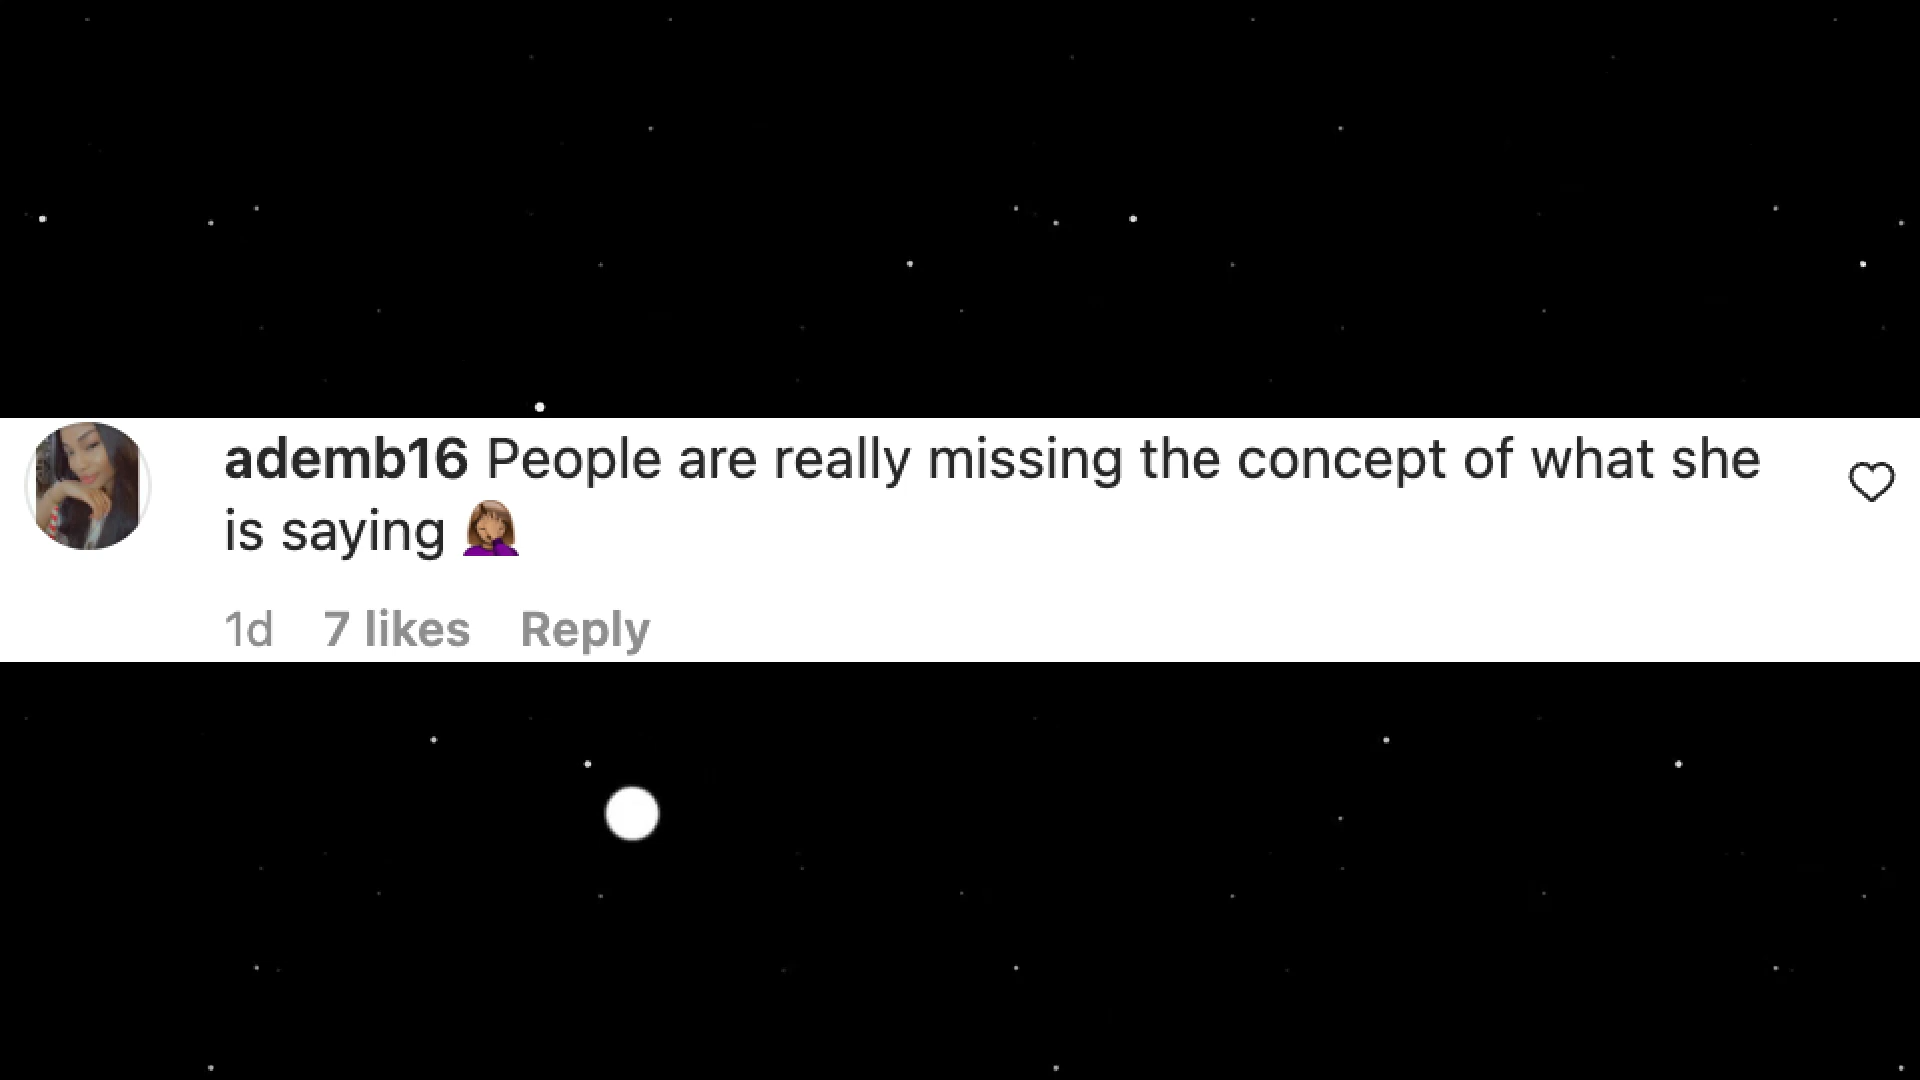 ademb16 People are really missing the concept of what she
is saying 🤦🏽‍♀️
1d 7 likes Reply